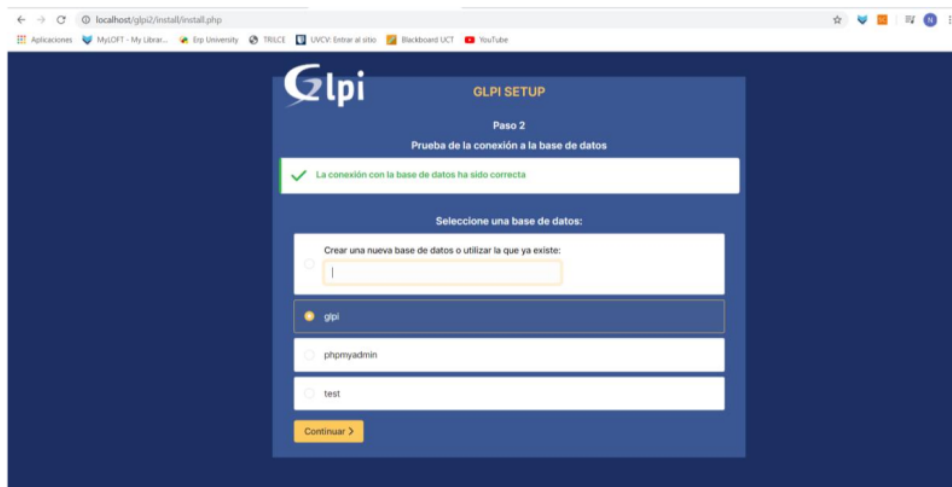 localhost/glpi2/install/install.php
N
Aplicaciones MyLOFT - My Librar... Erp University TRILCE UVCV: Entrar al sitio Blackboard UCT YouTube
Glpi
GLPI SETUP
Paso 2
Prueba de la conexión a la base de datos
La conexión con la base de datos ha sido correcta
Seleccione una base de datos:
Crear una nueva base de datos o utilizar la que ya existe:
glpi
phpmyadmin
test
Continuar